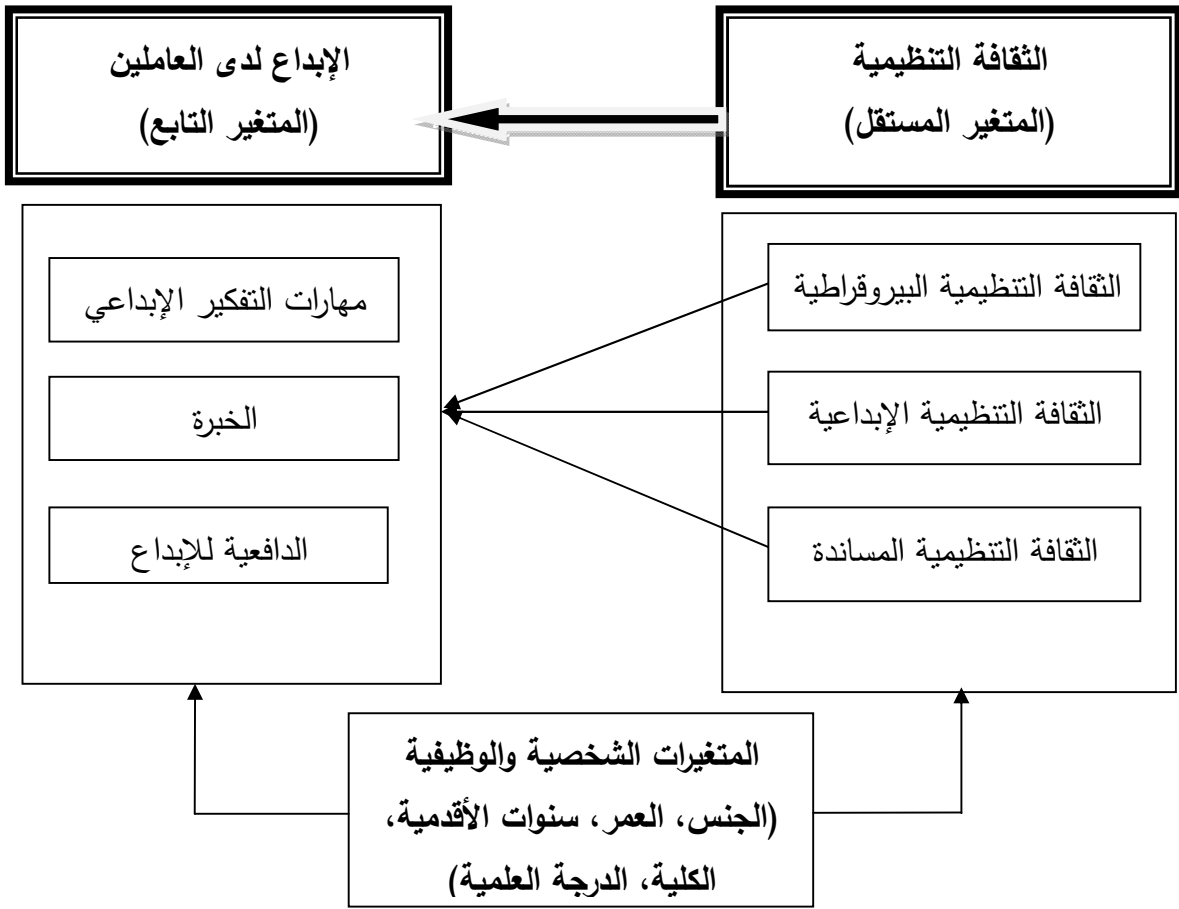 الثقافة التنظيمية
(المتغير المستقل)
الإبداع لدى العاملين
(المتغير التابع)
الثقافة التنظيمية البيروقراطية
الثقافة التنظيمية الإبداعية
الثقافة التنظيمية المساندة
مهارات التفكير الإبداعي
الخبرة
الدافعية للإبداع
المتغيرات الشخصية والوظيفية
(الجنس، العمر، سنوات الأقدمية،
الكلية، الدرجة العلمية)